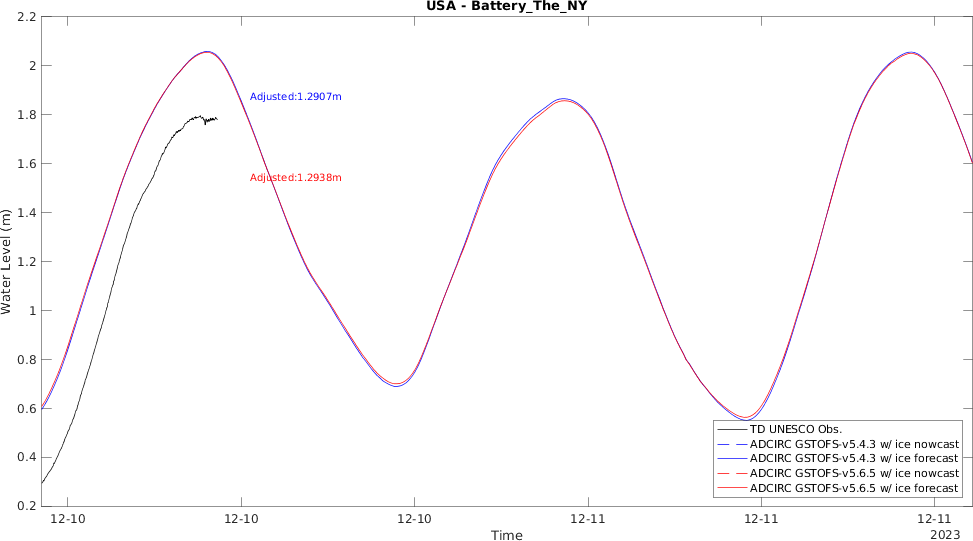 USA - Battery_The_NY
2.2
2
1.8
1.6
1.4
1.2
1
0.8
0.6
0.4
0.2
Water Level (m)
Adjusted:1.2907m
Adjusted:1.2938m
TD UNESCO Obs.
ADCIRC GSTOFS-v5.4.3 w/ ice nowcast
ADCIRC GSTOFS-v5.4.3 w/ ice forecast
ADCIRC GSTOFS-v5.6.5 w/ ice nowcast
ADCIRC GSTOFS-v5.6.5 w/ ice forecast
12-10 12-10 12-10 12-11 12-11 12-11
2023
Time